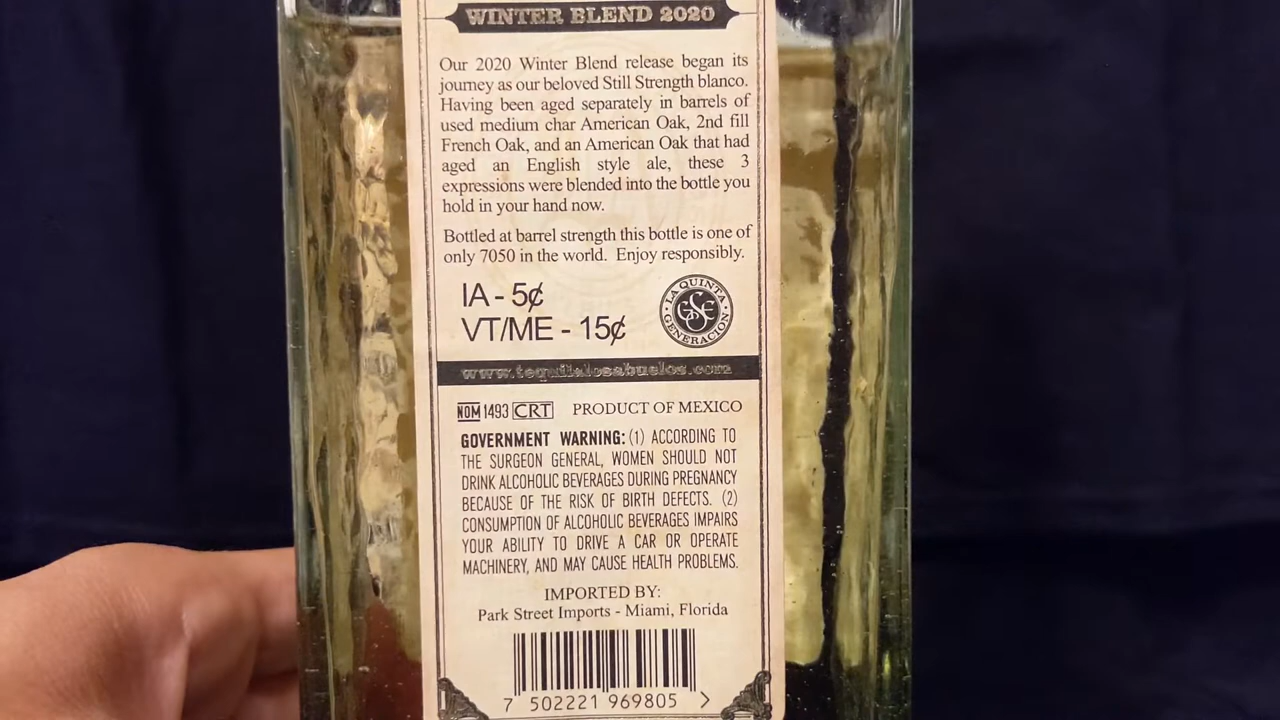 WINTER BLEND 2020
Our 2020 Winter Blend release began its
journey as our beloved Still Strength blanco.
Having been aged separately in barrels of
used medium char American Oak, 2nd fill
French Oak, and an American Oak that had
aged an English style ale, these 3
expressions were blended into the bottle you
hold in your hand now.
Bottled at barrel strength this bottle is one of
only 7050 in the world. Enjoy responsibly.
IA - 5¢
VT/ME - 15¢
LA QUINTA · GENERACION ·
www.tequilalosabuelos.com
NOM 1493 CRT PRODUCT OF MEXICO
GOVERNMENT WARNING: (1) ACCORDING TO
THE SURGEON GENERAL, WOMEN SHOULD NOT
DRINK ALCOHOLIC BEVERAGES DURING PREGNANCY
BECAUSE OF THE RISK OF BIRTH DEFECTS. (2)
CONSUMPTION OF ALCOHOLIC BEVERAGES IMPAIRS
YOUR ABILITY TO DRIVE A CAR OR OPERATE
MACHINERY, AND MAY CAUSE HEALTH PROBLEMS.
IMPORTED BY:
Park Street Imports - Miami, Florida
7 502221 969805 >